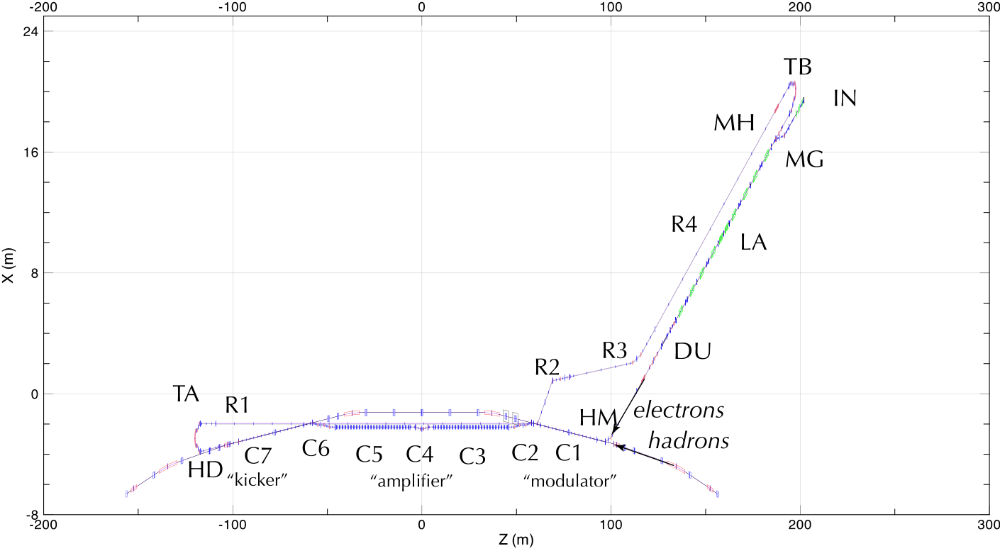 -200 -100 0 100 200 300
24
TB
IN
MH
16
MG
R4
LA
X (m)
8
R3
DU
R2
TA
0
R1
HM
electrons
hadrons
C6
C5
C4
C3
C2
C1
C7
HD
“kicker”
“amplifier”
“modulator”
-8
-200 -100 0 100 200 300
Z (m)